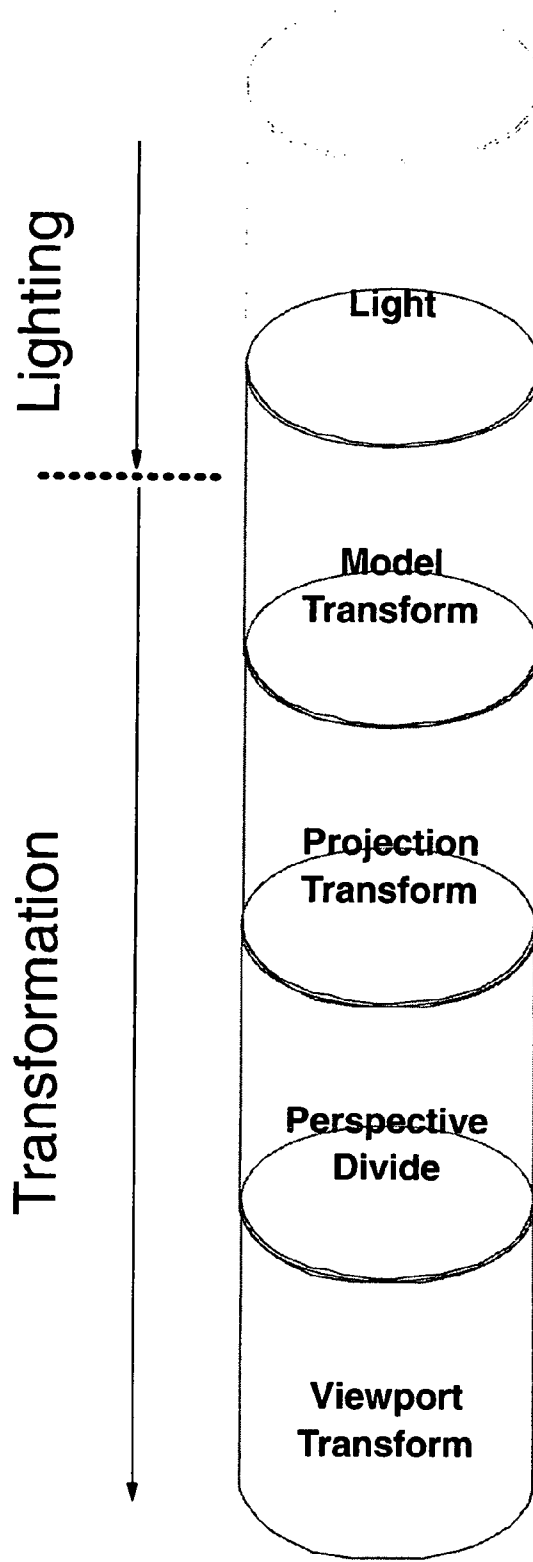 Lighting
Light
Model
Transform
Projection
Transform
Transformation
Perspective
Divide
Viewport
Transform